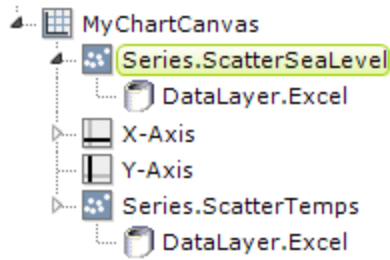 MyChartCanvas
Series.ScatterSeaLevel
DataLayer.Excel
X-Axis
Y-Axis
Series.ScatterTemps
DataLayer.Excel